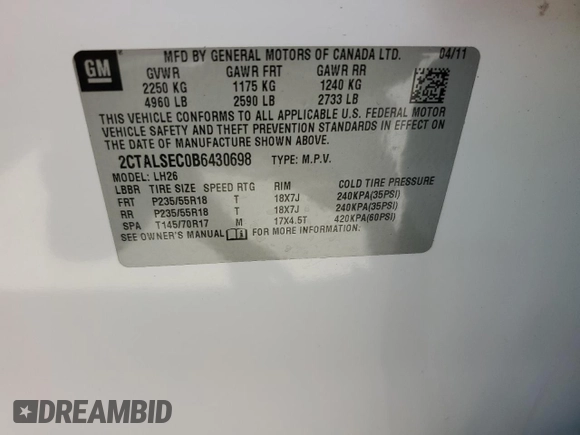 GM
MFD BY GENERAL MOTORS OF CANADA LTD. 04/11
GVWR GAWR FRT GAWR RR
2250 KG 1175 KG 1240 KG
4960 LB 2590 LB 2733 LB
THIS VEHICLE CONFORMS TO ALL APPLICABLE U.S. FEDERAL MOTOR
VEHICLE SAFETY AND THEFT PREVENTION STANDARDS IN EFFECT ON
THE DATE OF MANUFACTURE SHOWN ABOVE.
2CTALSEC0B6430698 TYPE: M.P.V.
MODEL: LH26
LBBR TIRE SIZE SPEED RTG RIM COLD TIRE PRESSURE
FRT P235/55R18 T 18X7J 240KPA(35PSI)
RR P235/55R18 T 18X7J 240KPA(35PSI)
SPA T145/70R17 M 17X4.5T 420KPA(60PSI)
SEE OWNER'S MANUAL FOR MORE INFORMATION.
DREAMBID